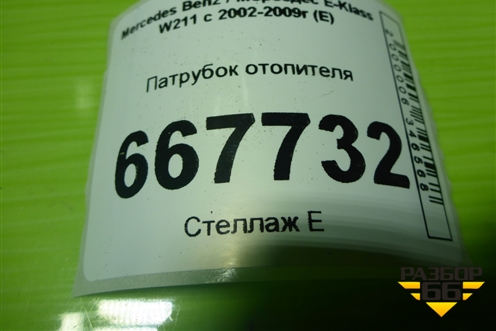 Mercedes Benz / Мерседес E-Klass
W211 с 2002-2009г (E)
Патрубок отопителя
667732
Стеллаж E
РАЗБОР
66